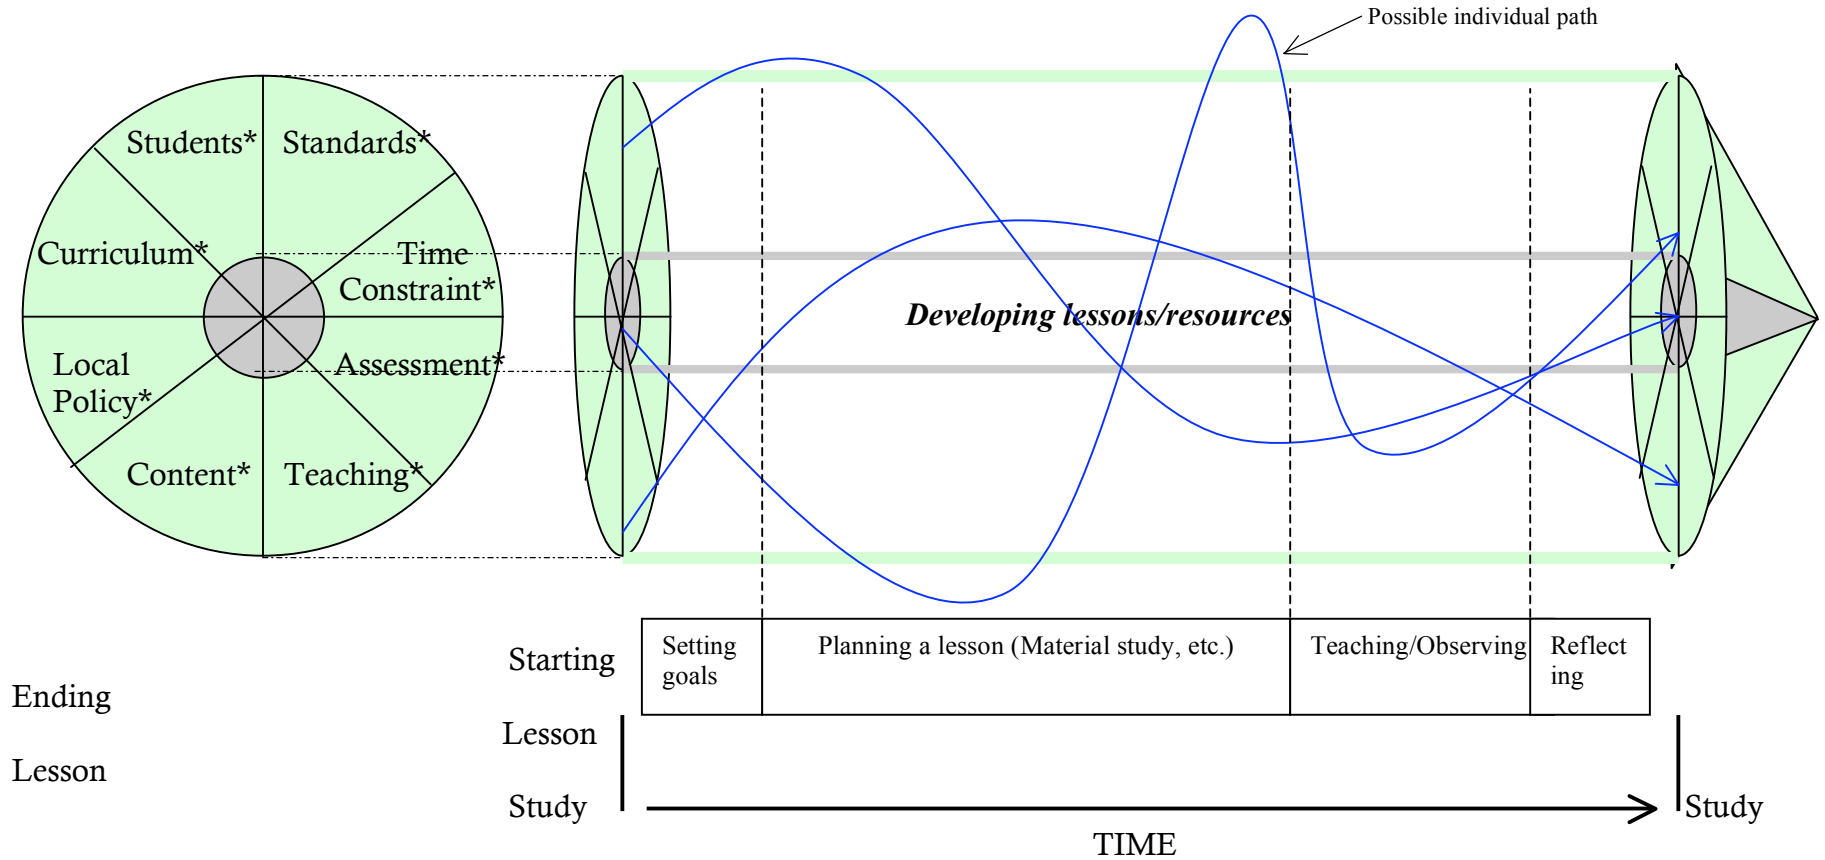 Possible individual path
Students*
Standards*
Curriculum*
Time
Constraint*
Local
Policy*
Assessment*
Content*
Teaching*
Developing lessons/resources
Setting
goals
Planning a lesson (Material study, etc.)
Teaching/Observing
Reflect
ing
Starting
Ending
Lesson
Lesson
Study
Study
TIME